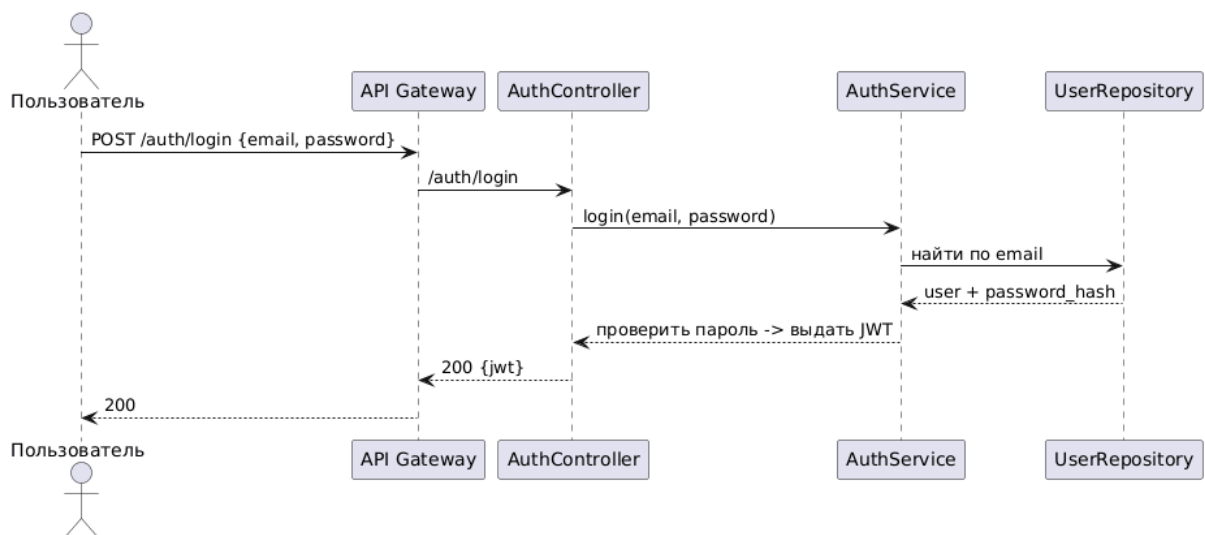 Пользователь
API Gateway
AuthController
AuthService
UserRepository
POST /auth/login {email, password}
/auth/login
login(email, password)
найти по email
user + password_hash
проверить пароль -> выдать JWT
200 {jwt}
200
Пользователь
API Gateway
AuthController
AuthService
UserRepository